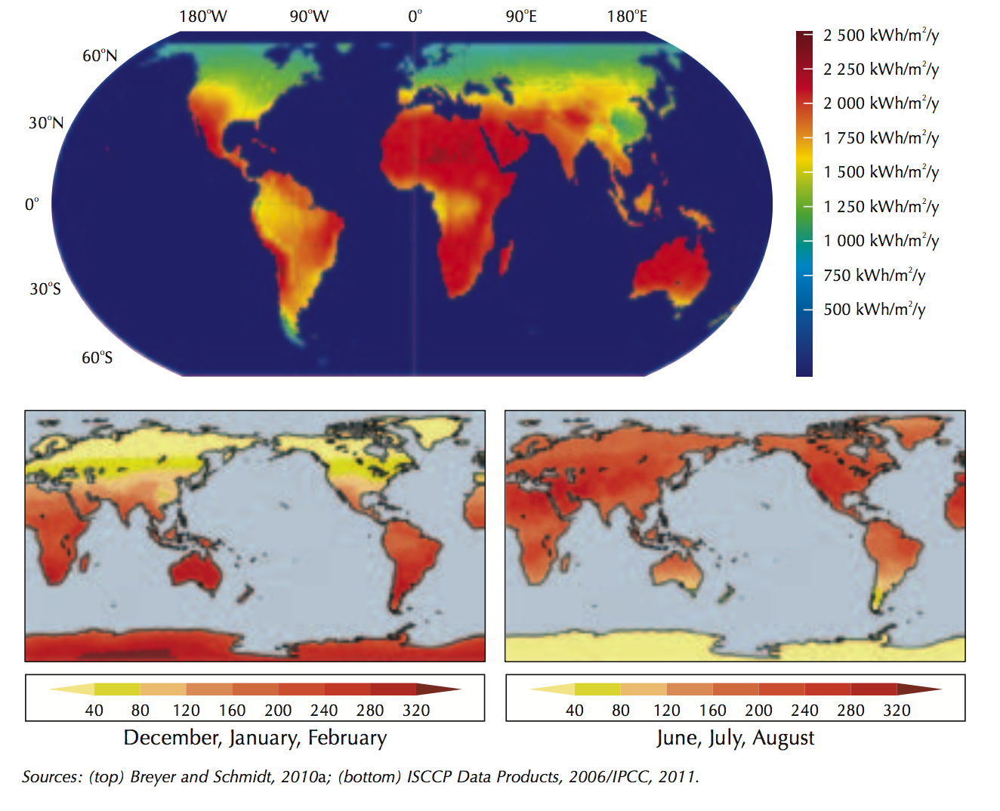 180°W 90°W 0° 90°E 180°E
60°N
30°N
0°
30°S
60°S
2 500 kWh/m²/y
2 250 kWh/m²/y
2 000 kWh/m²/y
1 750 kWh/m²/y
1 500 kWh/m²/y
1 250 kWh/m²/y
1 000 kWh/m²/y
750 kWh/m²/y
500 kWh/m²/y
40 80 120 160 200 240 280 320
December, January, February
40 80 120 160 200 240 280 320
June, July, August
Sources: (top) Breyer and Schmidt, 2010a; (bottom) ISCCP Data Products, 2006/IPCC, 2011.